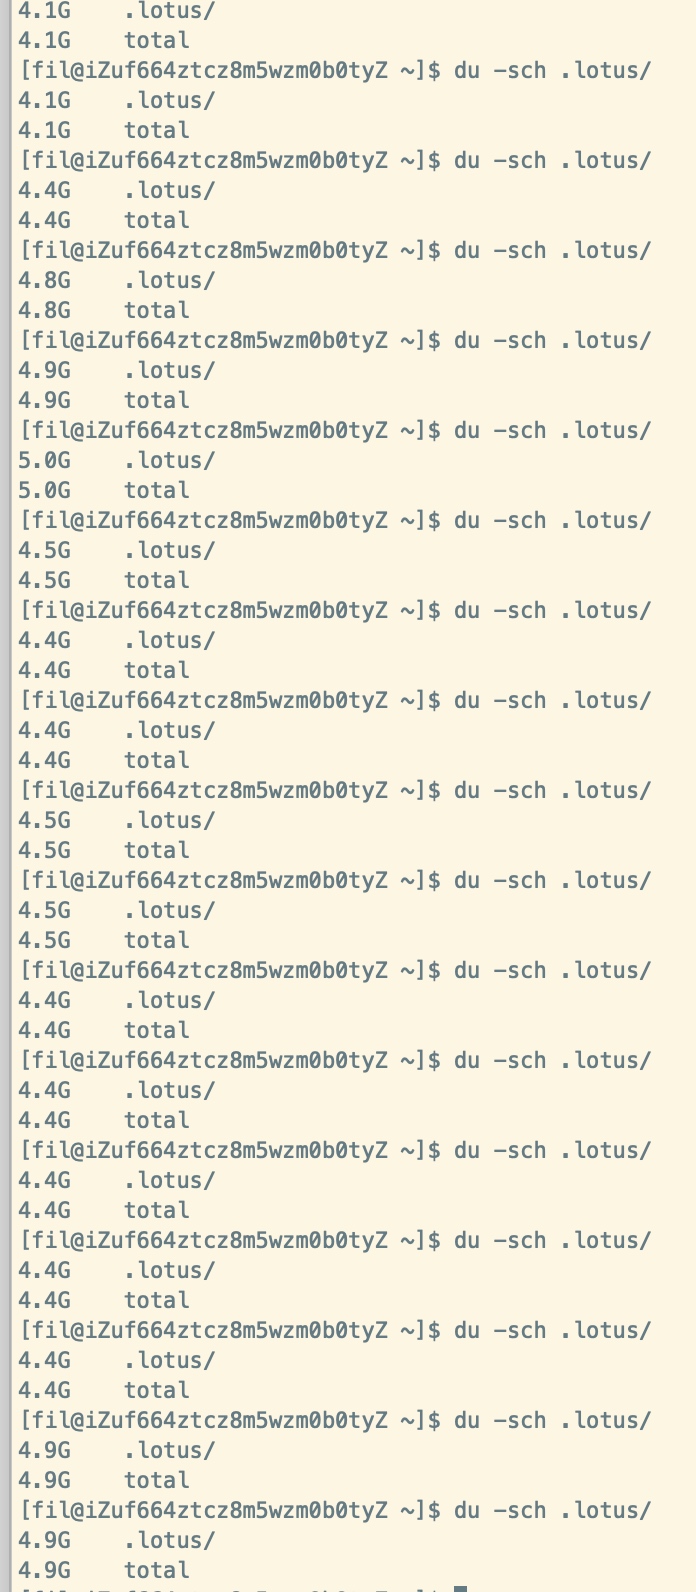 4.1G    .lotus/
4.1G    total
[fil@iZuf664ztcz8m5wzm0b0tyZ ~]$ du -sch .lotus/
4.1G    .lotus/
4.1G    total
[fil@iZuf664ztcz8m5wzm0b0tyZ ~]$ du -sch .lotus/
4.4G    .lotus/
4.4G    total
[fil@iZuf664ztcz8m5wzm0b0tyZ ~]$ du -sch .lotus/
4.8G    .lotus/
4.8G    total
[fil@iZuf664ztcz8m5wzm0b0tyZ ~]$ du -sch .lotus/
4.9G    .lotus/
4.9G    total
[fil@iZuf664ztcz8m5wzm0b0tyZ ~]$ du -sch .lotus/
5.0G    .lotus/
5.0G    total
[fil@iZuf664ztcz8m5wzm0b0tyZ ~]$ du -sch .lotus/
4.5G    .lotus/
4.5G    total
[fil@iZuf664ztcz8m5wzm0b0tyZ ~]$ du -sch .lotus/
4.4G    .lotus/
4.4G    total
[fil@iZuf664ztcz8m5wzm0b0tyZ ~]$ du -sch .lotus/
4.4G    .lotus/
4.4G    total
[fil@iZuf664ztcz8m5wzm0b0tyZ ~]$ du -sch .lotus/
4.5G    .lotus/
4.5G    total
[fil@iZuf664ztcz8m5wzm0b0tyZ ~]$ du -sch .lotus/
4.5G    .lotus/
4.5G    total
[fil@iZuf664ztcz8m5wzm0b0tyZ ~]$ du -sch .lotus/
4.4G    .lotus/
4.4G    total
[fil@iZuf664ztcz8m5wzm0b0tyZ ~]$ du -sch .lotus/
4.4G    .lotus/
4.4G    total
[fil@iZuf664ztcz8m5wzm0b0tyZ ~]$ du -sch .lotus/
4.4G    .lotus/
4.4G    total
[fil@iZuf664ztcz8m5wzm0b0tyZ ~]$ du -sch .lotus/
4.4G    .lotus/
4.4G    total
[fil@iZuf664ztcz8m5wzm0b0tyZ ~]$ du -sch .lotus/
4.4G    .lotus/
4.4G    total
[fil@iZuf664ztcz8m5wzm0b0tyZ ~]$ du -sch .lotus/
4.9G    .lotus/
4.9G    total
[fil@iZuf664ztcz8m5wzm0b0tyZ ~]$ du -sch .lotus/
4.9G    .lotus/
4.9G    total